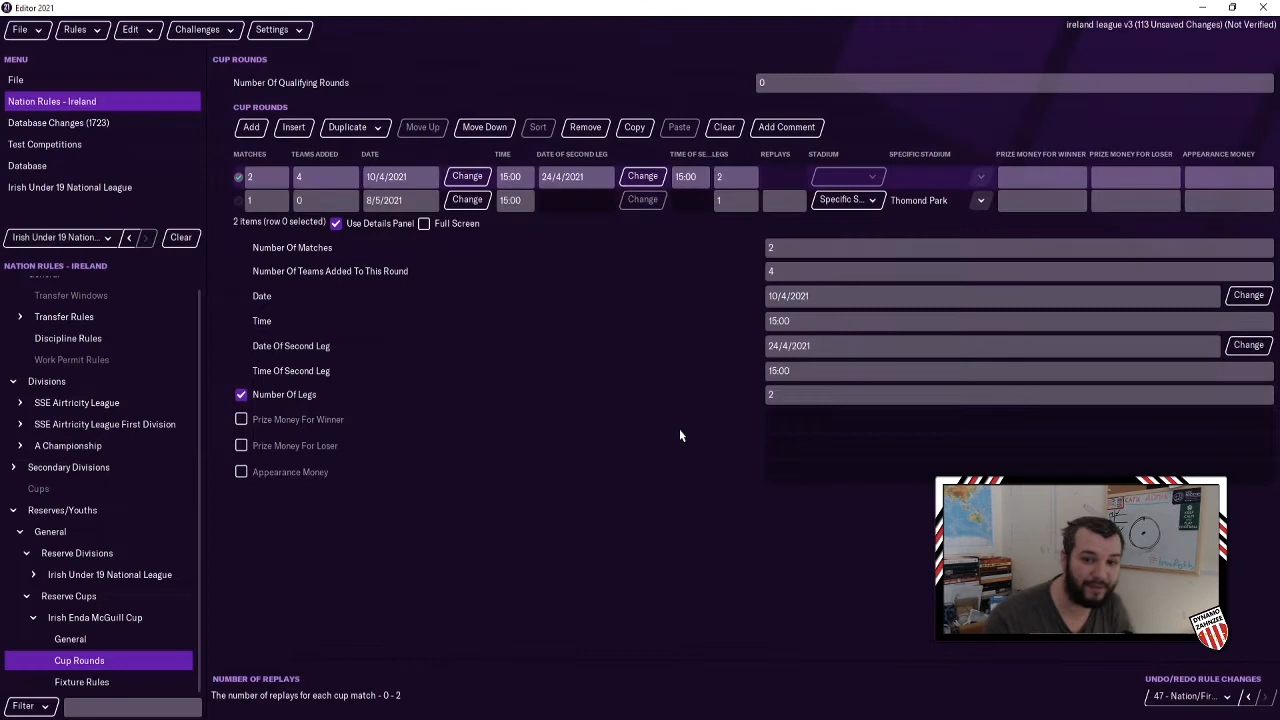 Editor 2021
File Rules Edit Challenges Settings
ireland league v3 (113 Unsaved Changes) (Not Verified)
MENU
File
Nation Rules - Ireland
Database Changes (1723)
Test Competitions
Database
Irish Under 19 National League
Irish Under 19 Nation... Clear
NATION RULES - IRELAND
General
Transfer Windows
Transfer Rules
Discipline Rules
Work Permit Rules
Divisions
SSE Airtricity League
SSE Airtricity League First Division
A Championship
Secondary Divisions
Cups
Reserves/Youths
General
Reserve Divisions
Irish Under 19 National League
Reserve Cups
Irish Enda McGuill Cup
General
Cup Rounds
Fixture Rules
Filter
CUP ROUNDS
Number Of Qualifying Rounds 0
CUP ROUNDS
Add Insert Duplicate Move Up Move Down Sort Remove Copy Paste Clear Add Comment
MATCHES TEAMS ADDED DATE TIME DATE OF SECOND LEG TIME OF SE... LEGS REPLAYS STADIUM SPECIFIC STADIUM PRIZE MONEY FOR WINNER PRIZE MONEY FOR LOSER APPEARANCE MONEY
2 4 10/4/2021 Change 15:00 24/4/2021 Change 15:00 2
1 0 8/5/2021 Change 15:00 Change 1 Specific S... Thomond Park
2 items (row 0 selected) Use Details Panel Full Screen
Number Of Matches 2
Number Of Teams Added To This Round 4
Date 10/4/2021 Change
Time 15:00
Date Of Second Leg 24/4/2021 Change
Time Of Second Leg 15:00
Number Of Legs 2
Prize Money For Winner
Prize Money For Loser
Appearance Money
DYNAMO
ZAHNZEE
NUMBER OF REPLAYS
The number of replays for each cup match - 0 - 2
UNDO/REDO RULE CHANGES
47 - Nation/Fir...